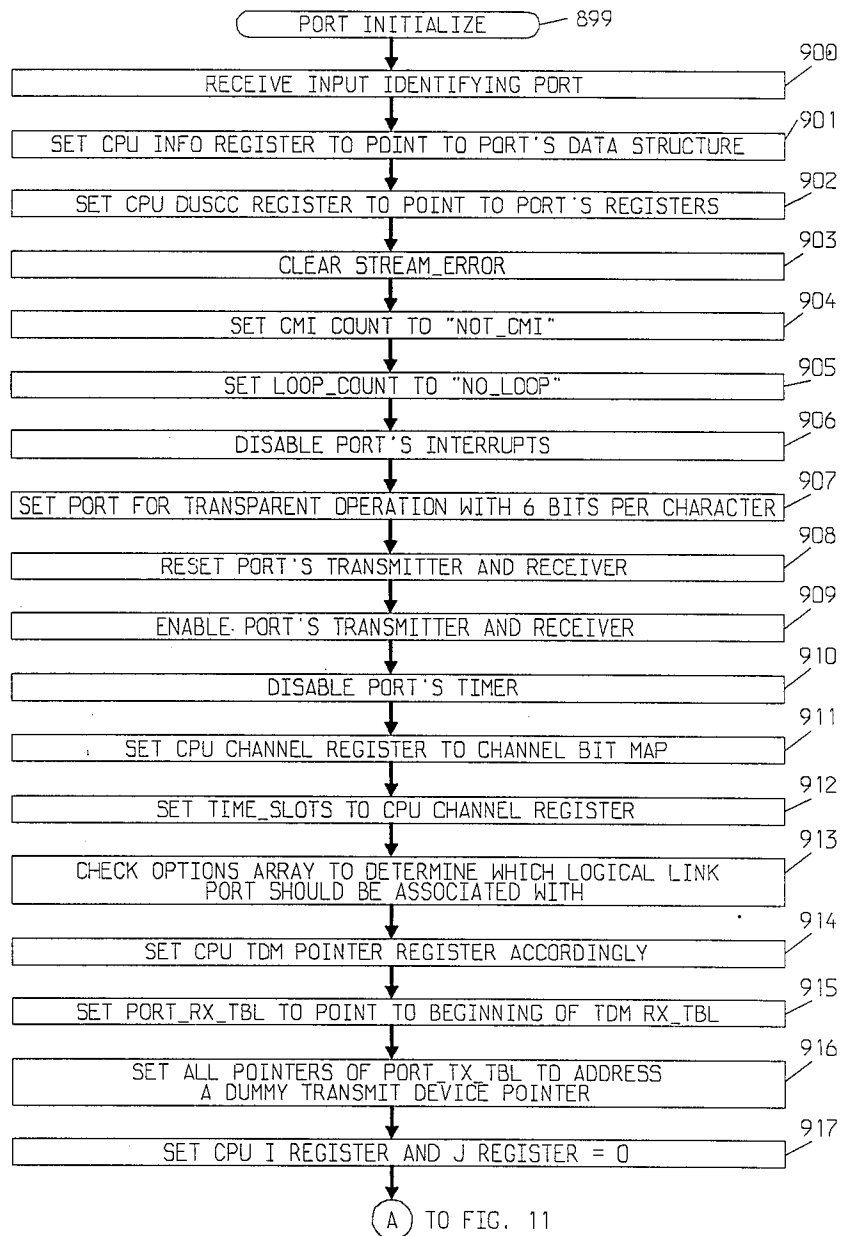 PORT INITIALIZE 899
900
RECEIVE INPUT IDENTIFYING PORT
901
SET CPU INFO REGISTER TO POINT TO PORT'S DATA STRUCTURE
902
SET CPU DUSCC REGISTER TO POINT TO PORT'S REGISTERS
903
CLEAR STREAM_ERROR
904
SET CMI COUNT TO "NOT_CMI"
905
SET LOOP_COUNT TO "NO_LOOP"
906
DISABLE PORT'S INTERRUPTS
907
SET PORT FOR TRANSPARENT OPERATION WITH 6 BITS PER CHARACTER
908
RESET PORT'S TRANSMITTER AND RECEIVER
909
ENABLE PORT'S TRANSMITTER AND RECEIVER
910
DISABLE PORT'S TIMER
911
SET CPU CHANNEL REGISTER TO CHANNEL BIT MAP
912
SET TIME_SLOTS TO CPU CHANNEL REGISTER
913
CHECK OPTIONS ARRAY TO DETERMINE WHICH LOGICAL LINK
PORT SHOULD BE ASSOCIATED WITH
914
SET CPU TDM POINTER REGISTER ACCORDINGLY
915
SET PORT_RX_TBL TO POINT TO BEGINNING OF TDM RX_TBL
916
SET ALL POINTERS OF PORT_TX_TBL TO ADDRESS
A DUMMY TRANSMIT DEVICE POINTER
917
SET CPU I REGISTER AND J REGISTER = 0
A TO FIG. 11